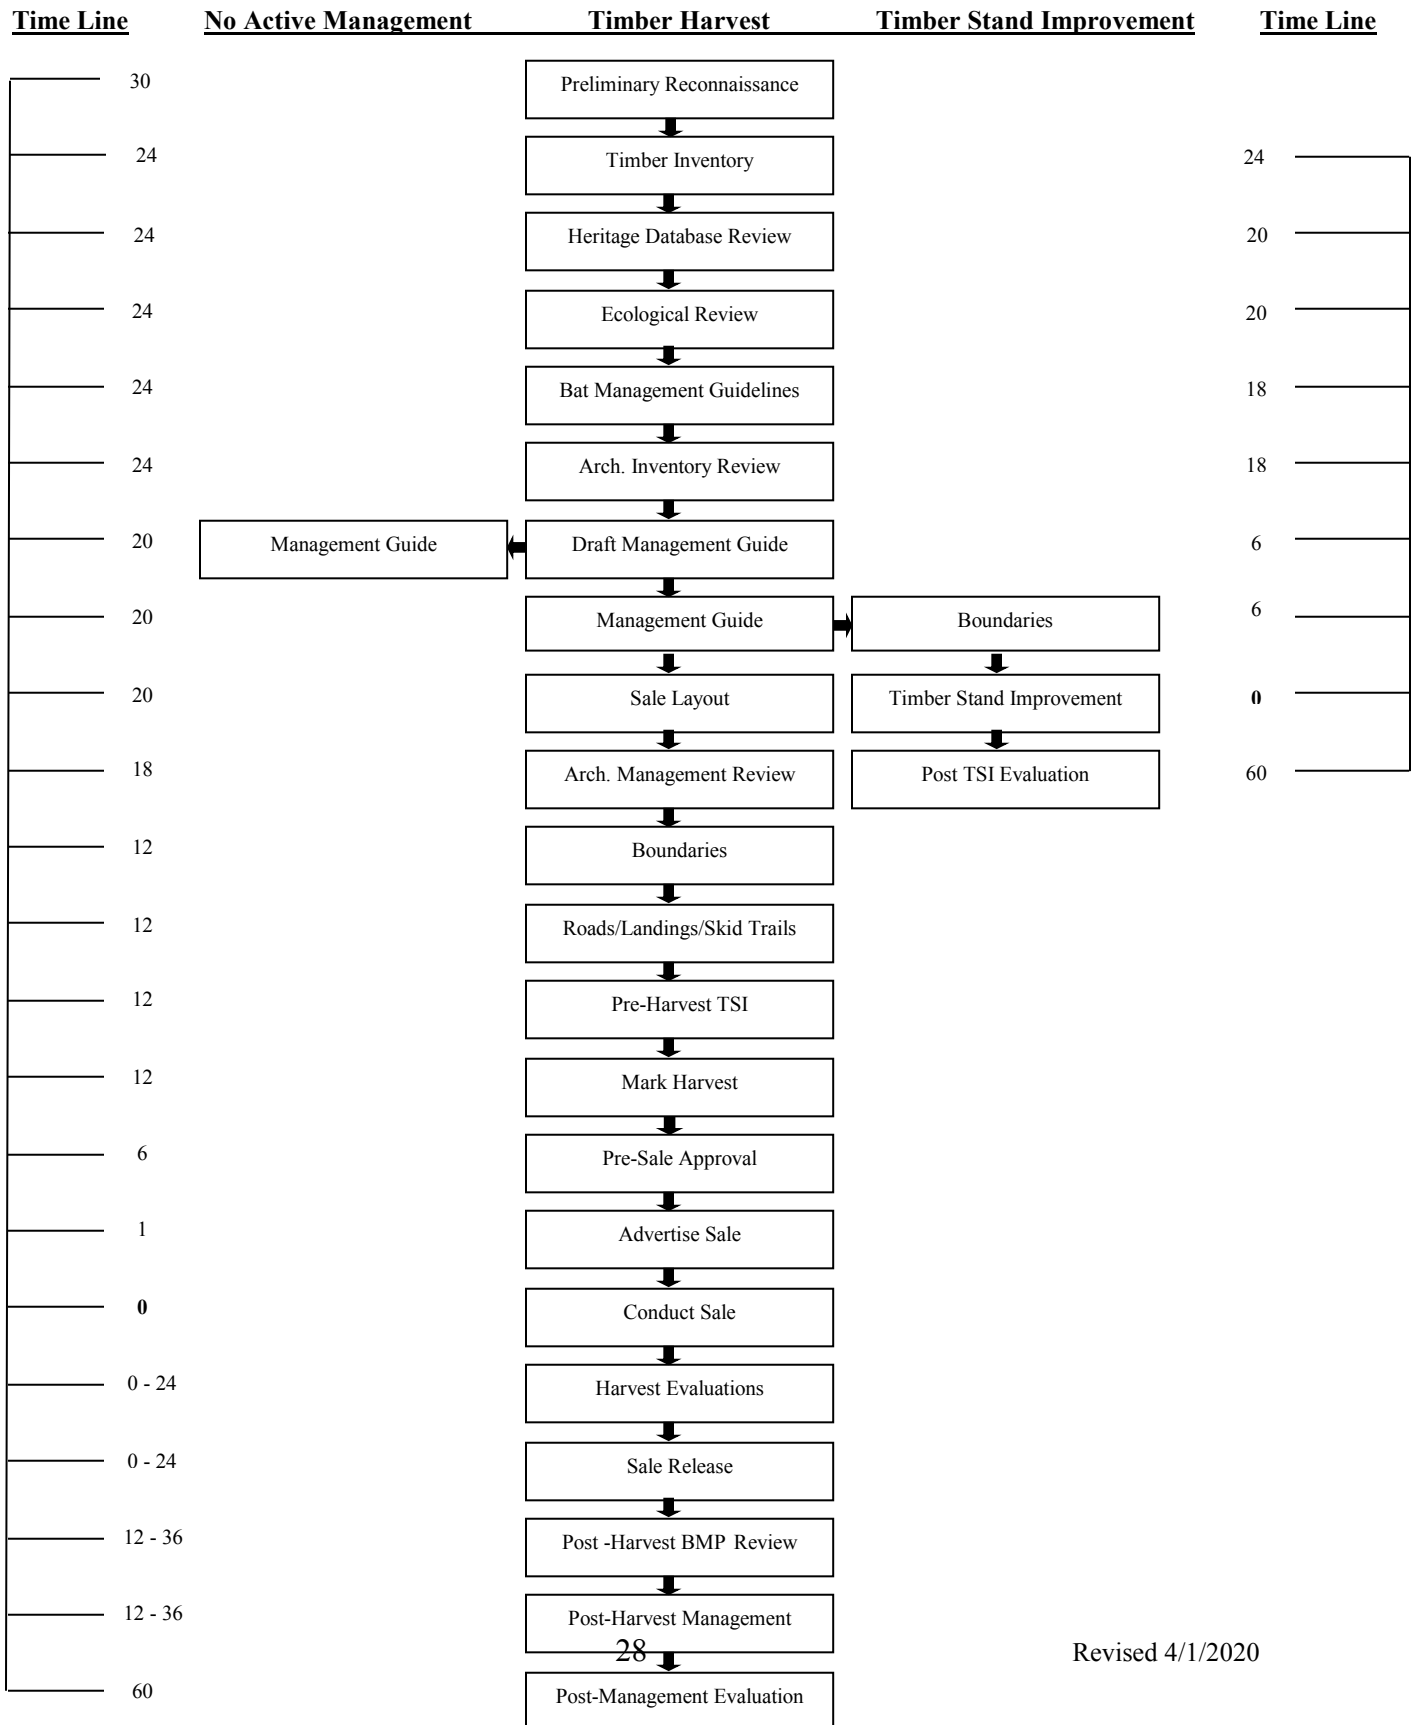 Time Line No Active Management Timber Harvest Timber Stand Improvement Time Line
30 Preliminary Reconnaissance
24 Timber Inventory 24
24 Heritage Database Review 20
24 Ecological Review 20
24 Bat Management Guidelines 18
24 Arch. Inventory Review 18
20 Management Guide Draft Management Guide 6
20 Management Guide Boundaries 6
20 Sale Layout Timber Stand Improvement 0
18 Arch. Management Review Post TSI Evaluation 60
12 Boundaries
12 Roads/Landings/Skid Trails
12 Pre-Harvest TSI
12 Mark Harvest
6 Pre-Sale Approval
1 Advertise Sale
0 Conduct Sale
0 - 24 Harvest Evaluations
0 - 24 Sale Release
12 - 36 Post -Harvest BMP Review
12 - 36 Post-Harvest Management
28 Revised 4/1/2020
60 Post-Management Evaluation